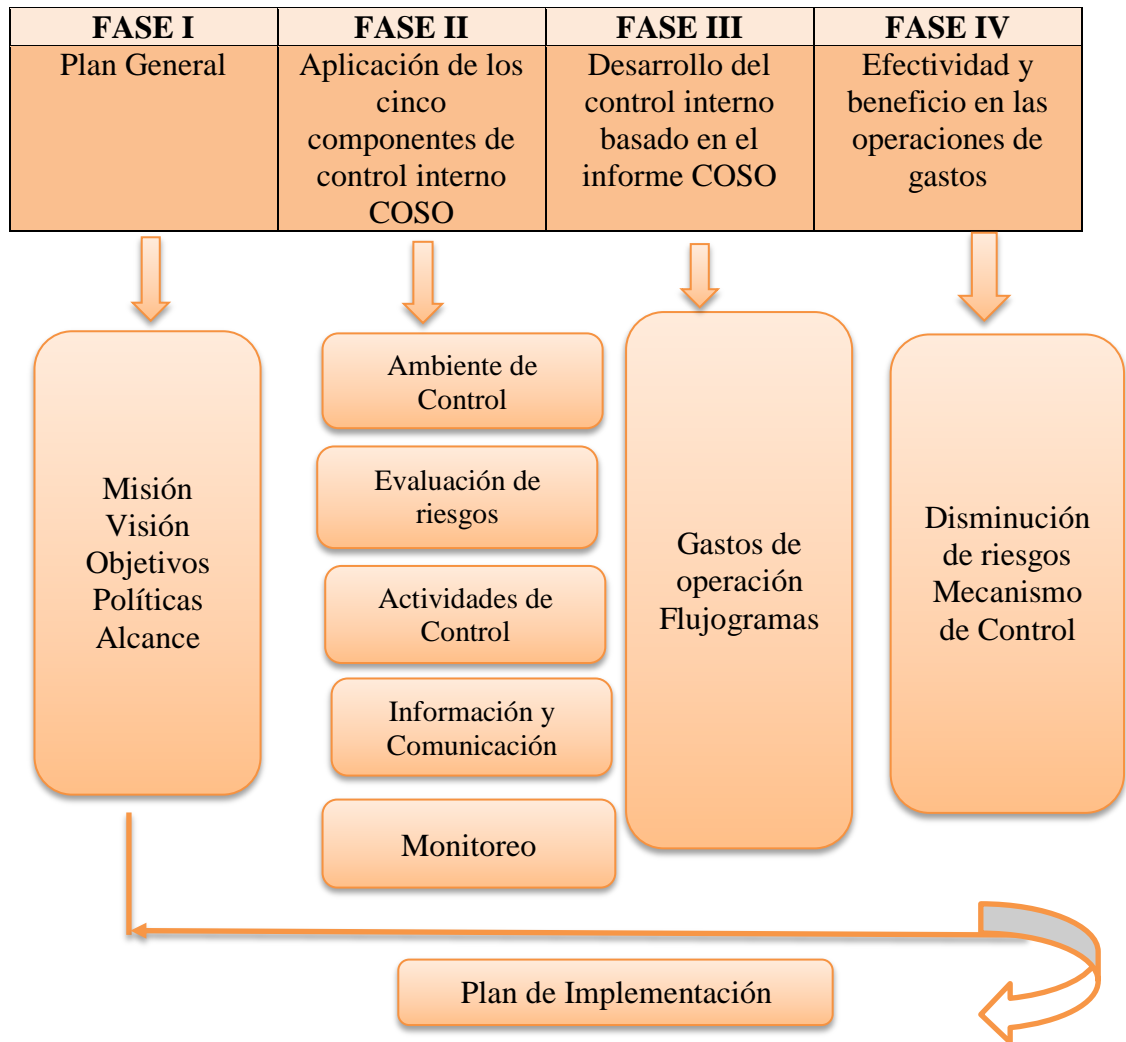 FASE I
Plan General
FASE II
Aplicación de los
cinco
componentes de
control interno
COSO
FASE III
Desarrollo del
control interno
basado en el
informe COSO
FASE IV
Efectividad y
beneficio en las
operaciones de
gastos
Misión
Visión
Objetivos
Políticas
Alcance
Ambiente de
Control
Evaluación de
riesgos
Actividades de
Control
Información y
Comunicación
Monitoreo
Gastos de
operación
Flujogramas
Disminución
de riesgos
Mecanismo
de Control
Plan de Implementación